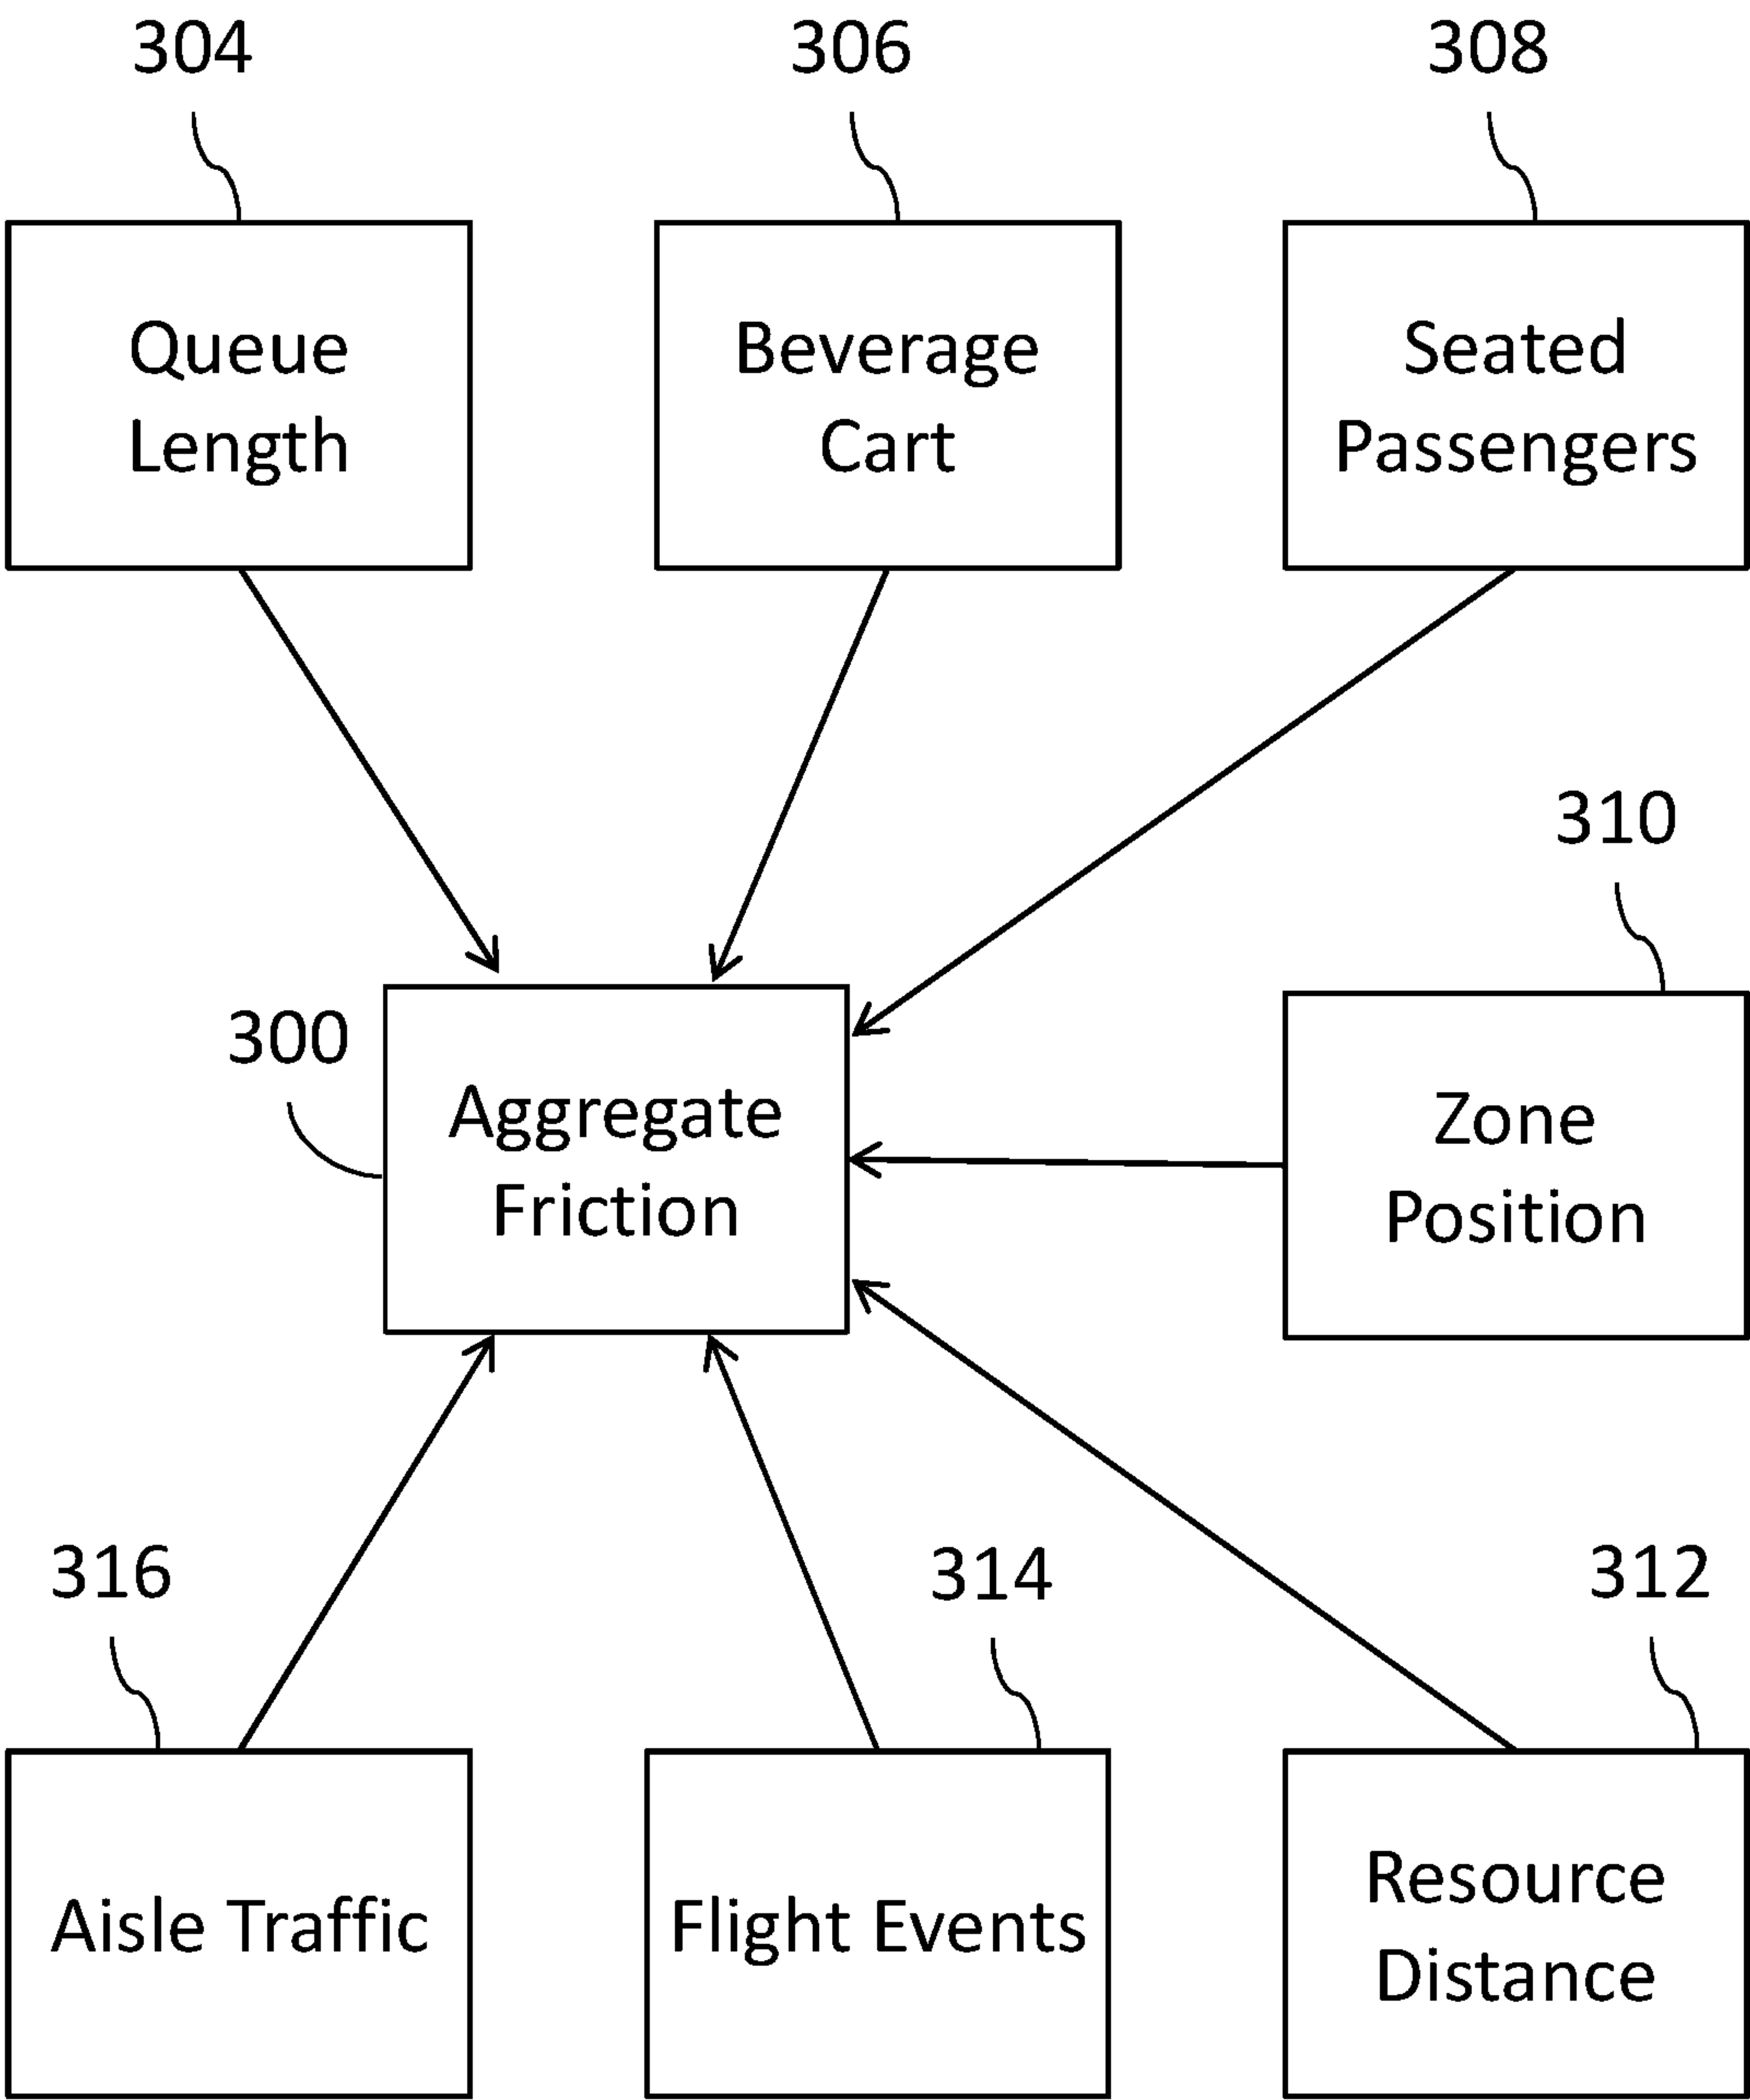 304
306
308
Queue
Length
Beverage
Cart
Seated
Passengers
310
300
Aggregate
Friction
Zone
Position
316
314
312
Aisle Traffic
Flight Events
Resource
Distance